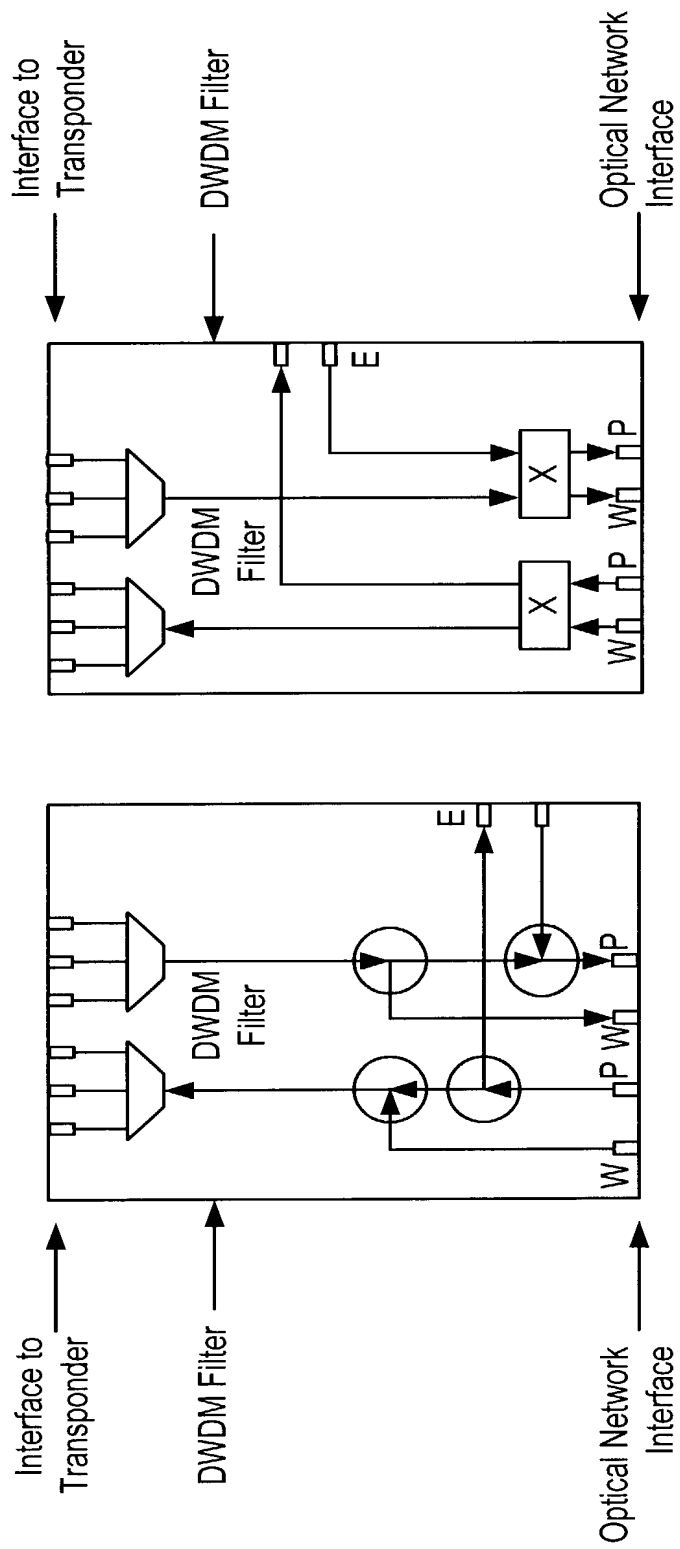 Interface to
Transponder
DWDM Filter
Optical Network
Interface
DWDM
Filter
E
W
P
W
P
Interface to
Transponder
DWDM Filter
Optical Network
Interface
DWDM
Filter
E
X
X
W
P
W
P